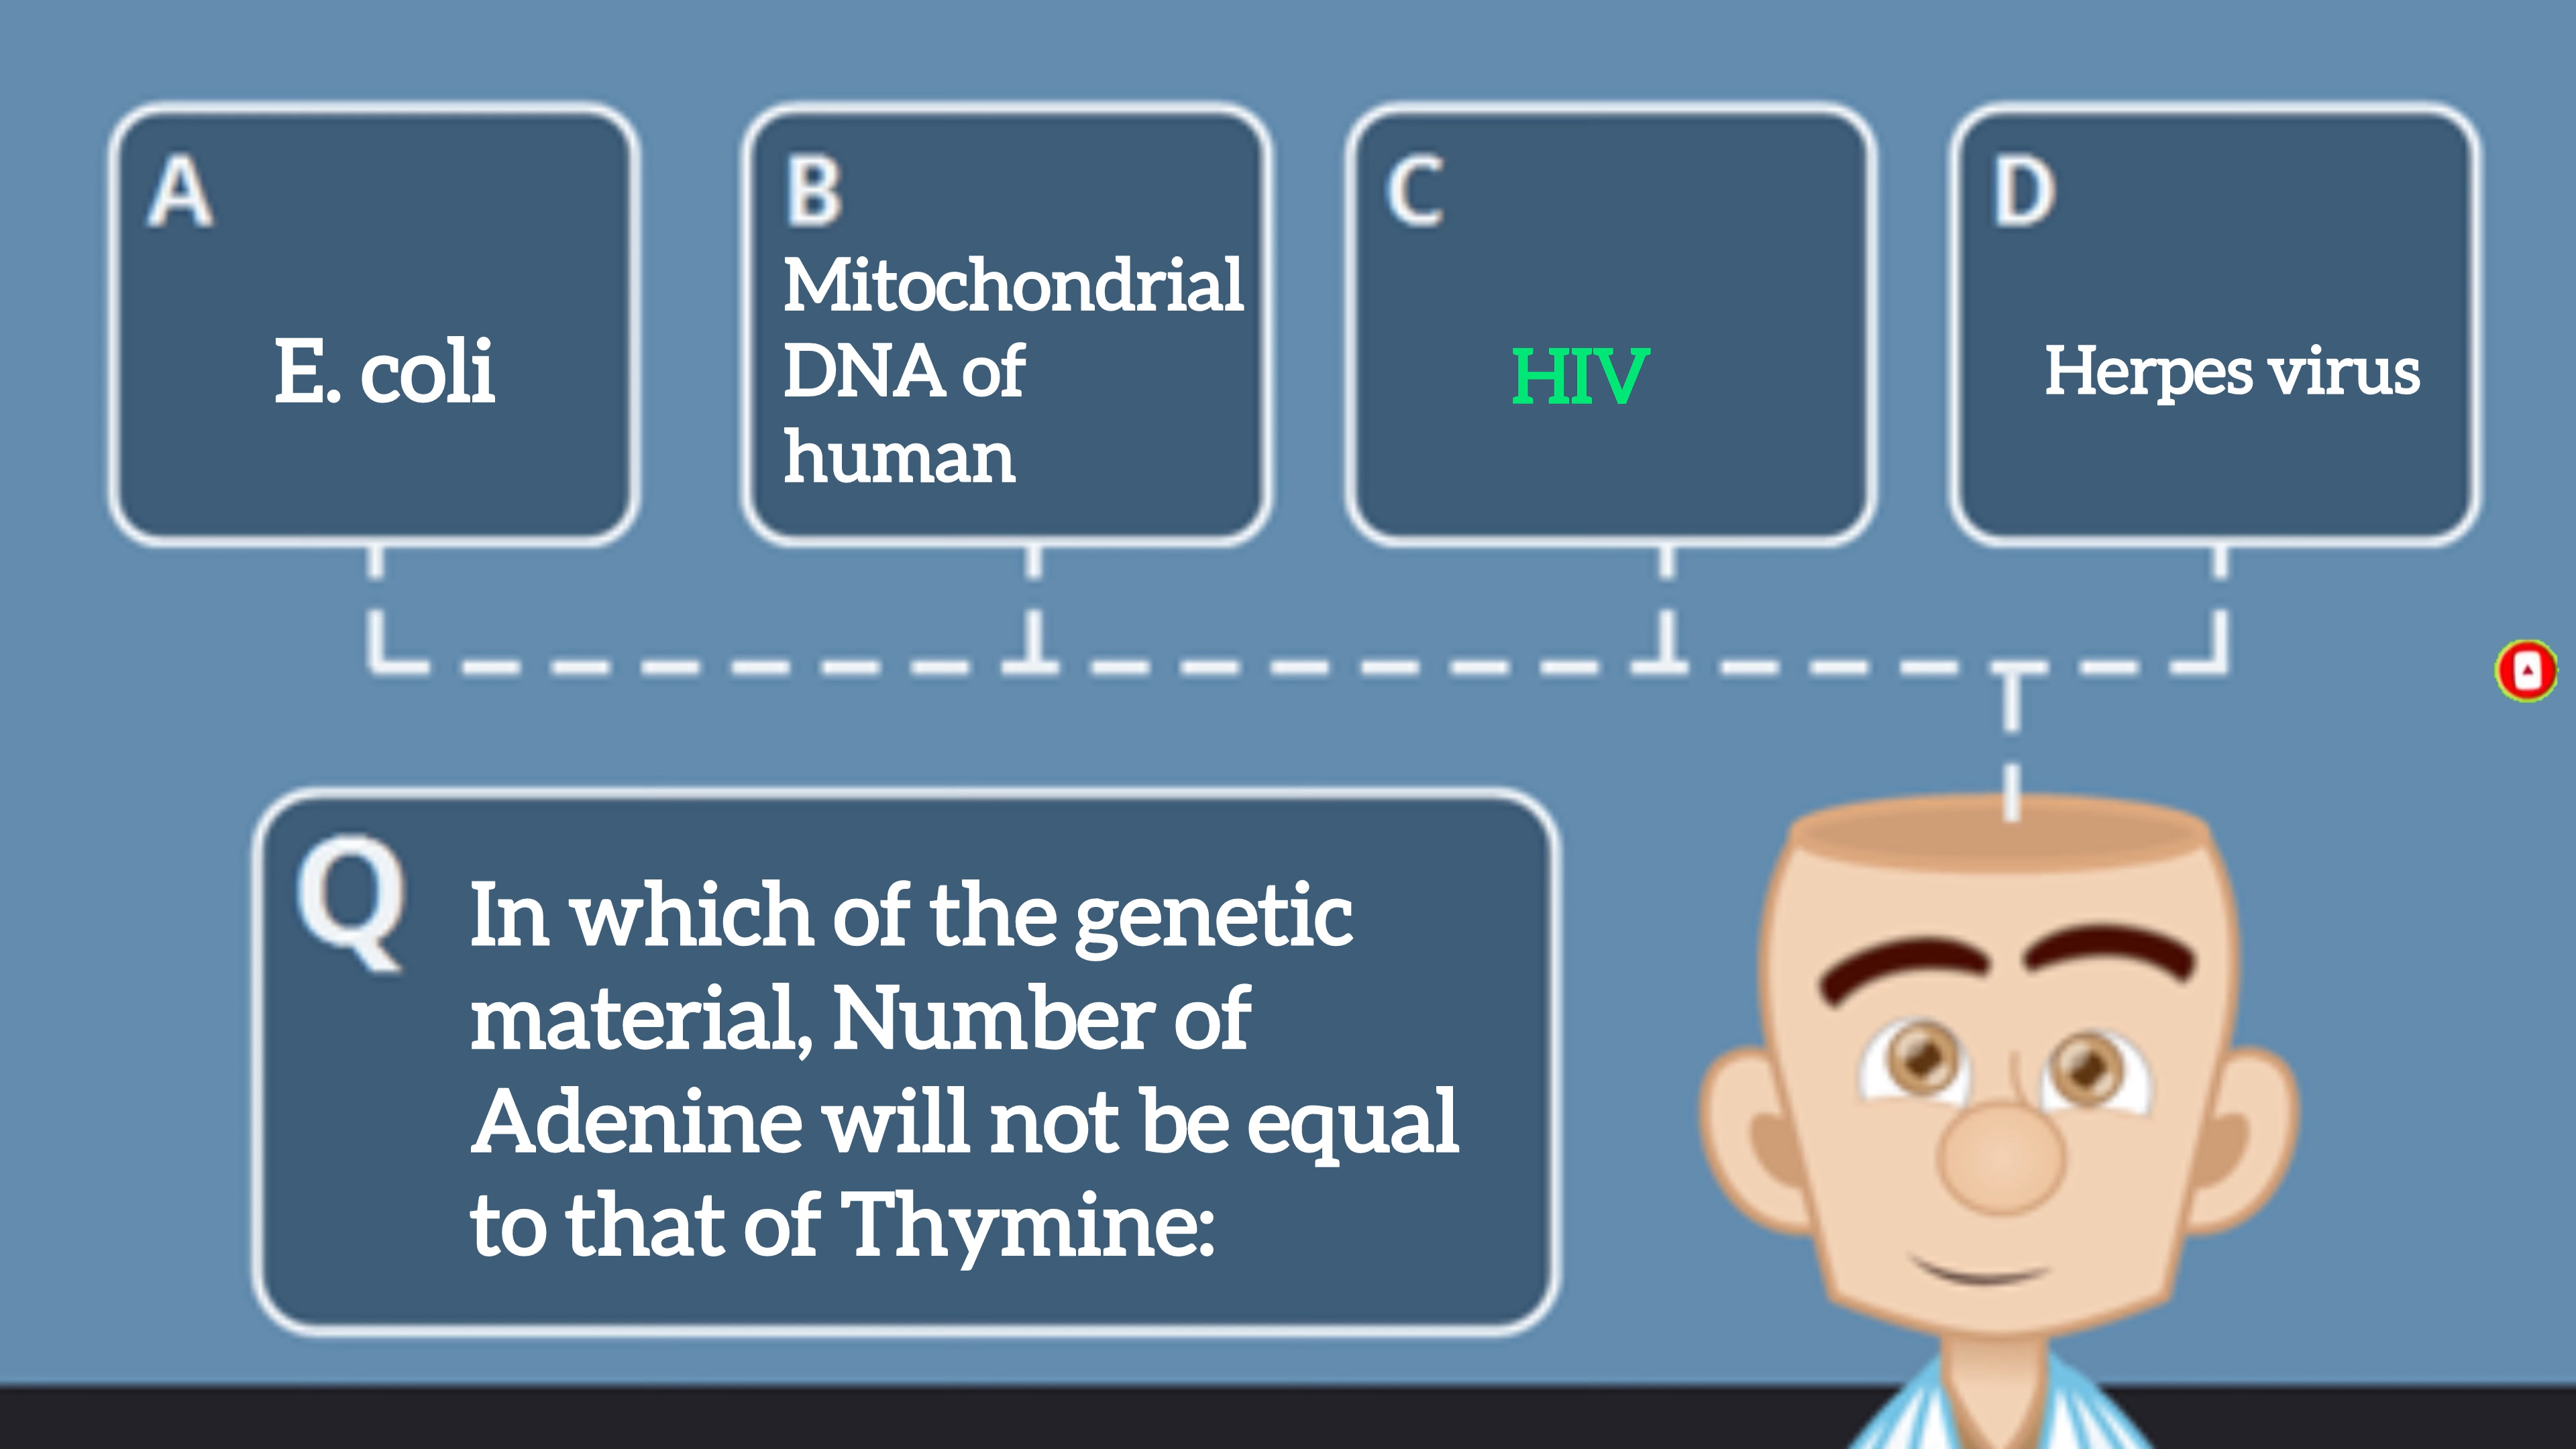 A
E. coli
B
Mitochondrial
DNA of
human
C
HIV
D
Herpes virus
Q
In which of the genetic
material, Number of
Adenine will not be equal
to that of Thymine: